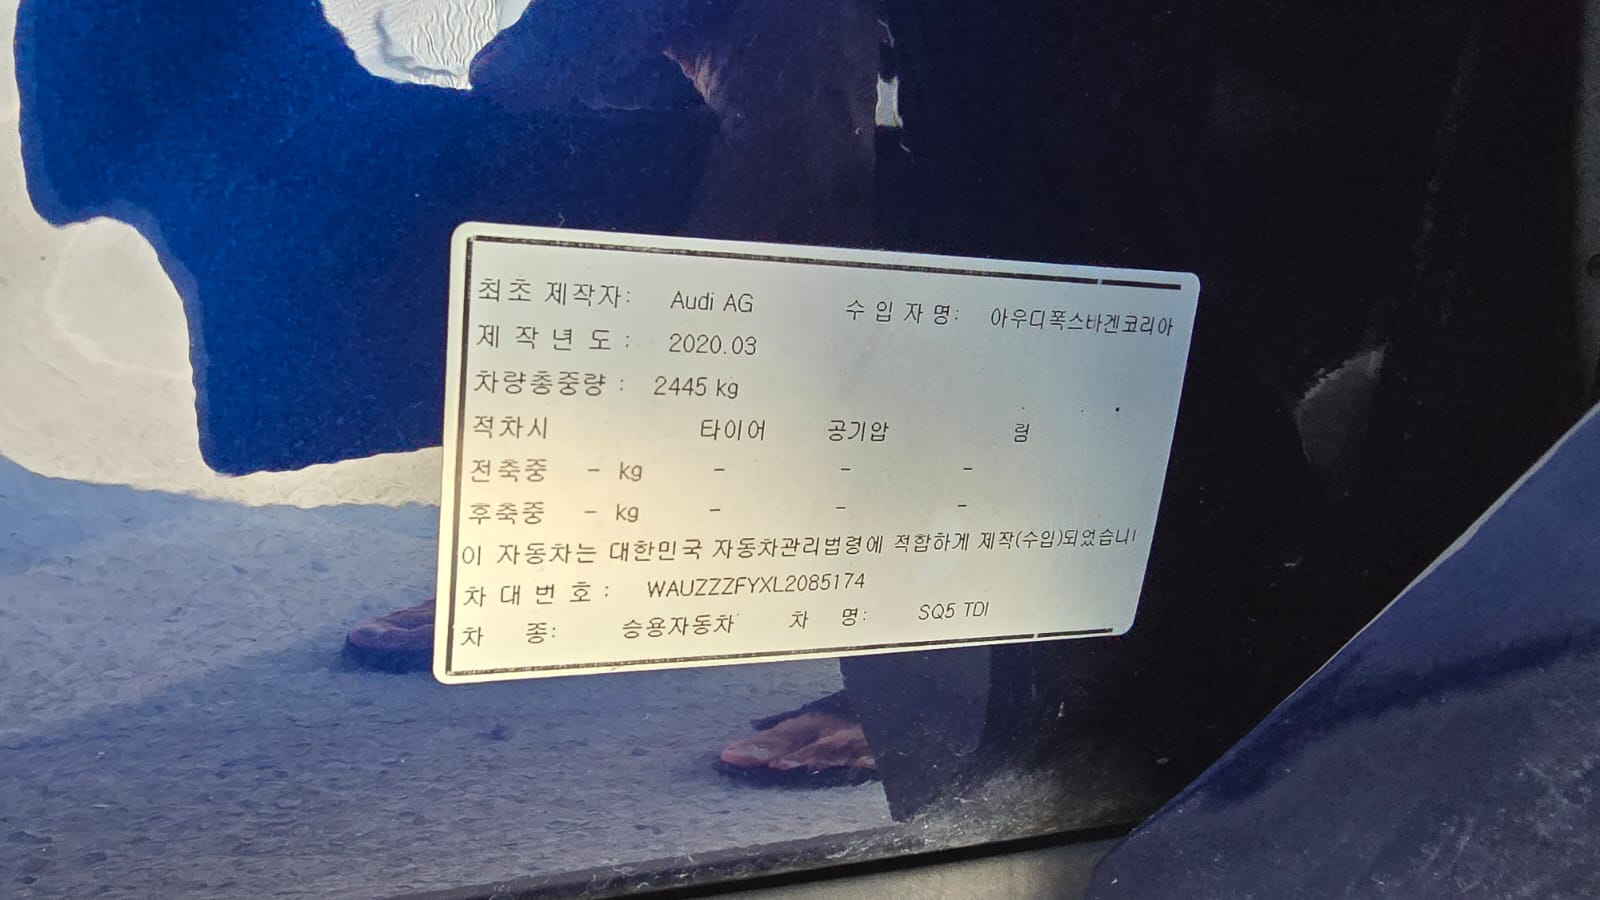 최초 제작자: Audi AG 수 입 자 명: 아우디폭스바겐코리아
제 작 년 도 : 2020.03
차량총중량 : 2445 kg
적차시 타이어 공기압 림
전축중 - kg - - -
후축중 - kg - - -
이 자동차는 대한민국 자동차관리법령에 적합하게 제작(수입)되었습니
차 대 번 호 : WAUZZZFYXL2085174
차 종: 승용자동차 차 명: SQ5 TDI